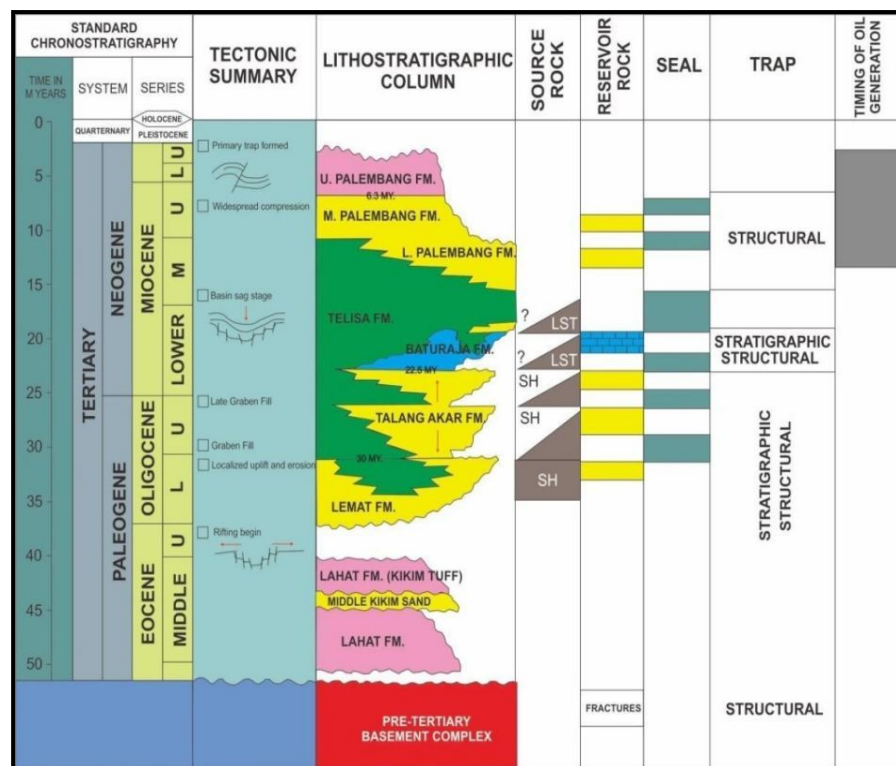 STANDARD
CHRONOSTRATIGRAPHY
TIME IN
M YEARS
SYSTEM
SERIES
TECTONIC
SUMMARY
LITHOSTRATIGRAPHIC
COLUMN
SOURCE
ROCK
RESERVOIR
ROCK
SEAL
TRAP
TIMING OF OIL
GENERATION
0
5
10
15
20
25
30
35
40
45
50
QUARTERNARY
TERTIARY
NEOGENE
PALEOGENE
HOLOCENE
PLEISTOCENE
MIOCENE
OLIGOCENE
EOCENE
U
L
U
M
LOWER
U
L
U
MIDDLE
Primary trap formed
Widespread compression
Basin sag stage
Late Graben Fill
Graben Fill
Localized uplift and erosion
Rifting begin
U. PALEMBANG FM.
6.3 MY.
M. PALEMBANG FM.
L. PALEMBANG FM.
TELISA FM.
BATURAJA FM.
22.5 MY
TALANG AKAR FM.
30 MY.
LEMAT FM.
LAHAT FM. (KIKIM TUFF)
MIDDLE KIKIM SAND
LAHAT FM.
PRE-TERTIARY
BASEMENT COMPLEX
?
LST
?
LST
SH
SH
SH
FRACTURES
STRUCTURAL
STRATIGRAPHIC
STRUCTURAL
STRATIGRAPHIC
STRUCTURAL
STRUCTURAL